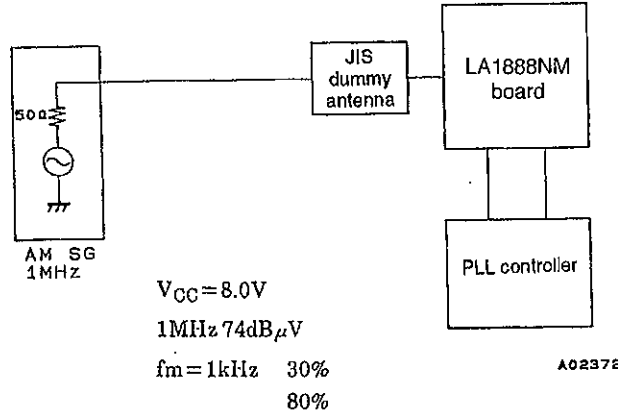 JIS
dummy
antenna
LA1888NM
board
50Ω
AM SG
1MHz
PLL controller
VCC=8.0V
1MHz 74dBμV
fm=1kHz 30%
80%
A02372